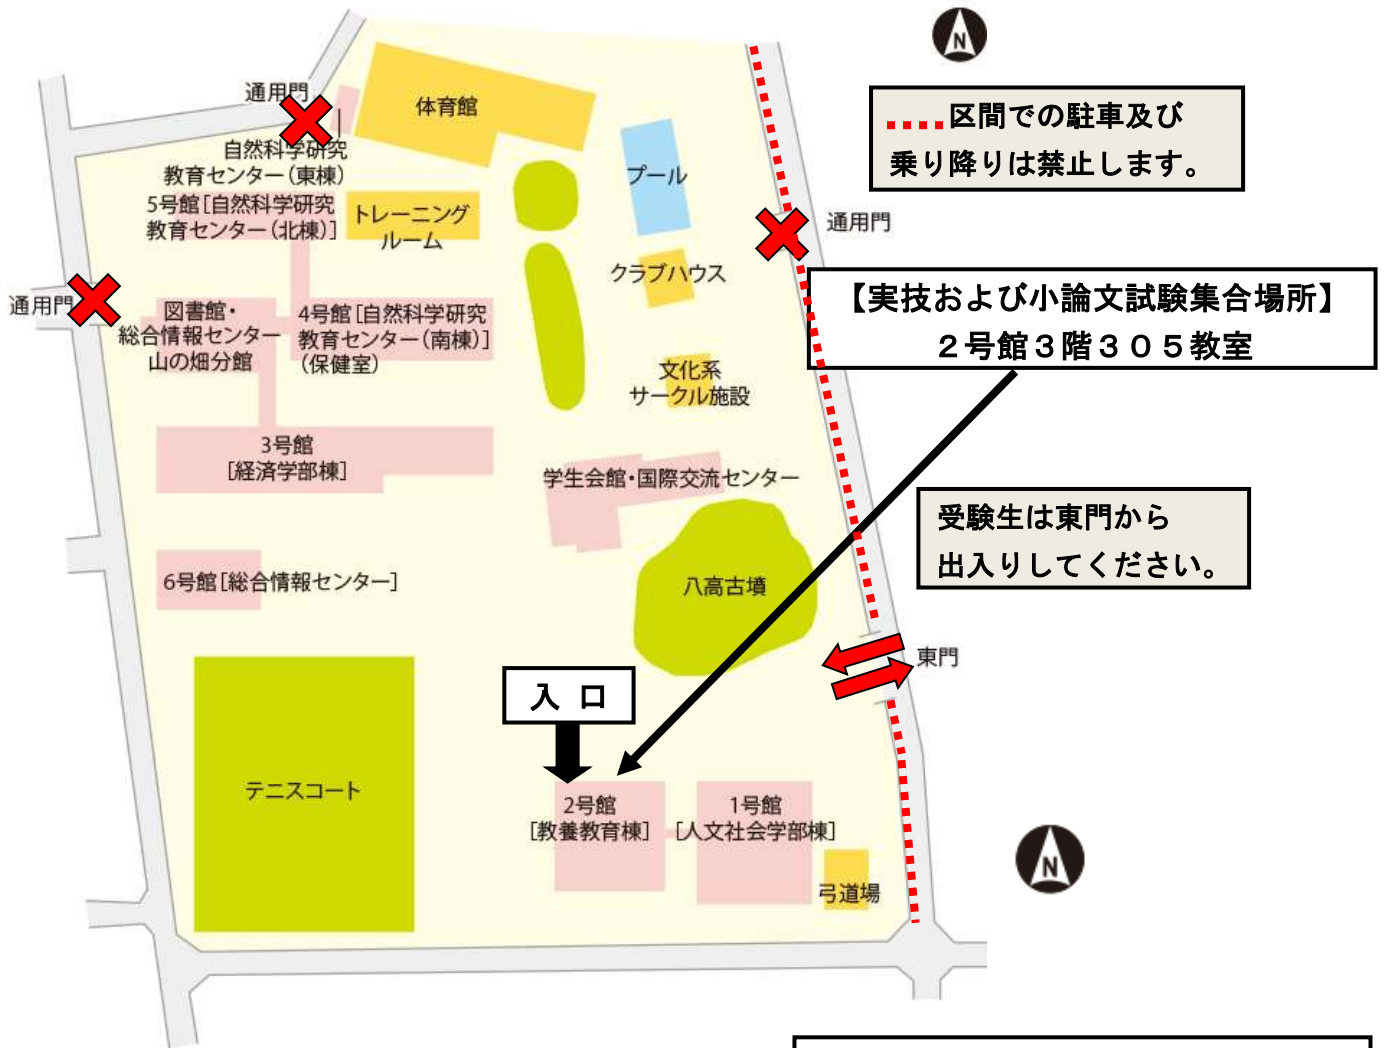 N
通用門
体育館
‥‥区間での駐車及び
乗り降りは禁止します。
自然科学研究
教育センター(東棟)
プール
5号館[自然科学研究
教育センター(北棟)]
トレーニング
ルーム
通用門
クラブハウス
【実技および小論文試験集合場所】
２号館３階３０５教室
通用門
図書館・
総合情報センター
山の畑分館
4号館[自然科学研究
教育センター(南棟)]
(保健室)
文化系
サークル施設
3号館
[経済学部棟]
学生会館・国際交流センター
受験生は東門から
出入りしてください。
6号館[総合情報センター]
八高古墳
東門
入 口
テニスコート
2号館
[教養教育棟]
1号館
[人文社会学部棟]
弓道場
N